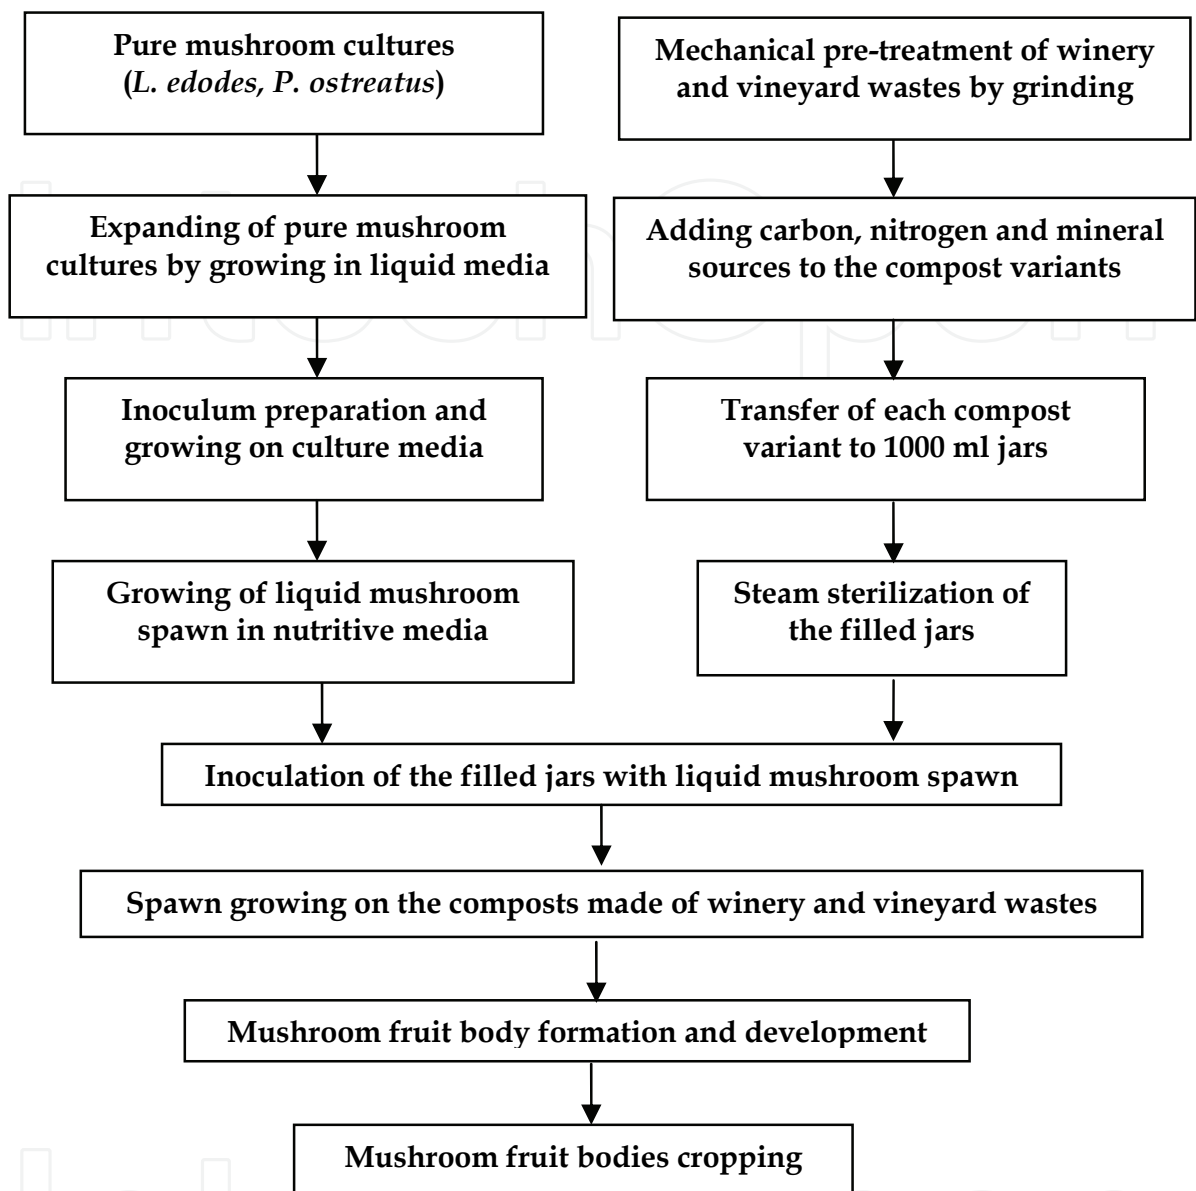 Pure mushroom cultures
(L. edodes, P. ostreatus)
Mechanical pre-treatment of winery
and vineyard wastes by grinding
Expanding of pure mushroom
cultures by growing in liquid media
Adding carbon, nitrogen and mineral
sources to the compost variants
Inoculum preparation and
growing on culture media
Transfer of each compost
variant to 1000 ml jars
Growing of liquid mushroom
spawn in nutritive media
Steam sterilization of
the filled jars
Inoculation of the filled jars with liquid mushroom spawn
Spawn growing on the composts made of winery and vineyard wastes
Mushroom fruit body formation and development
Mushroom fruit bodies cropping